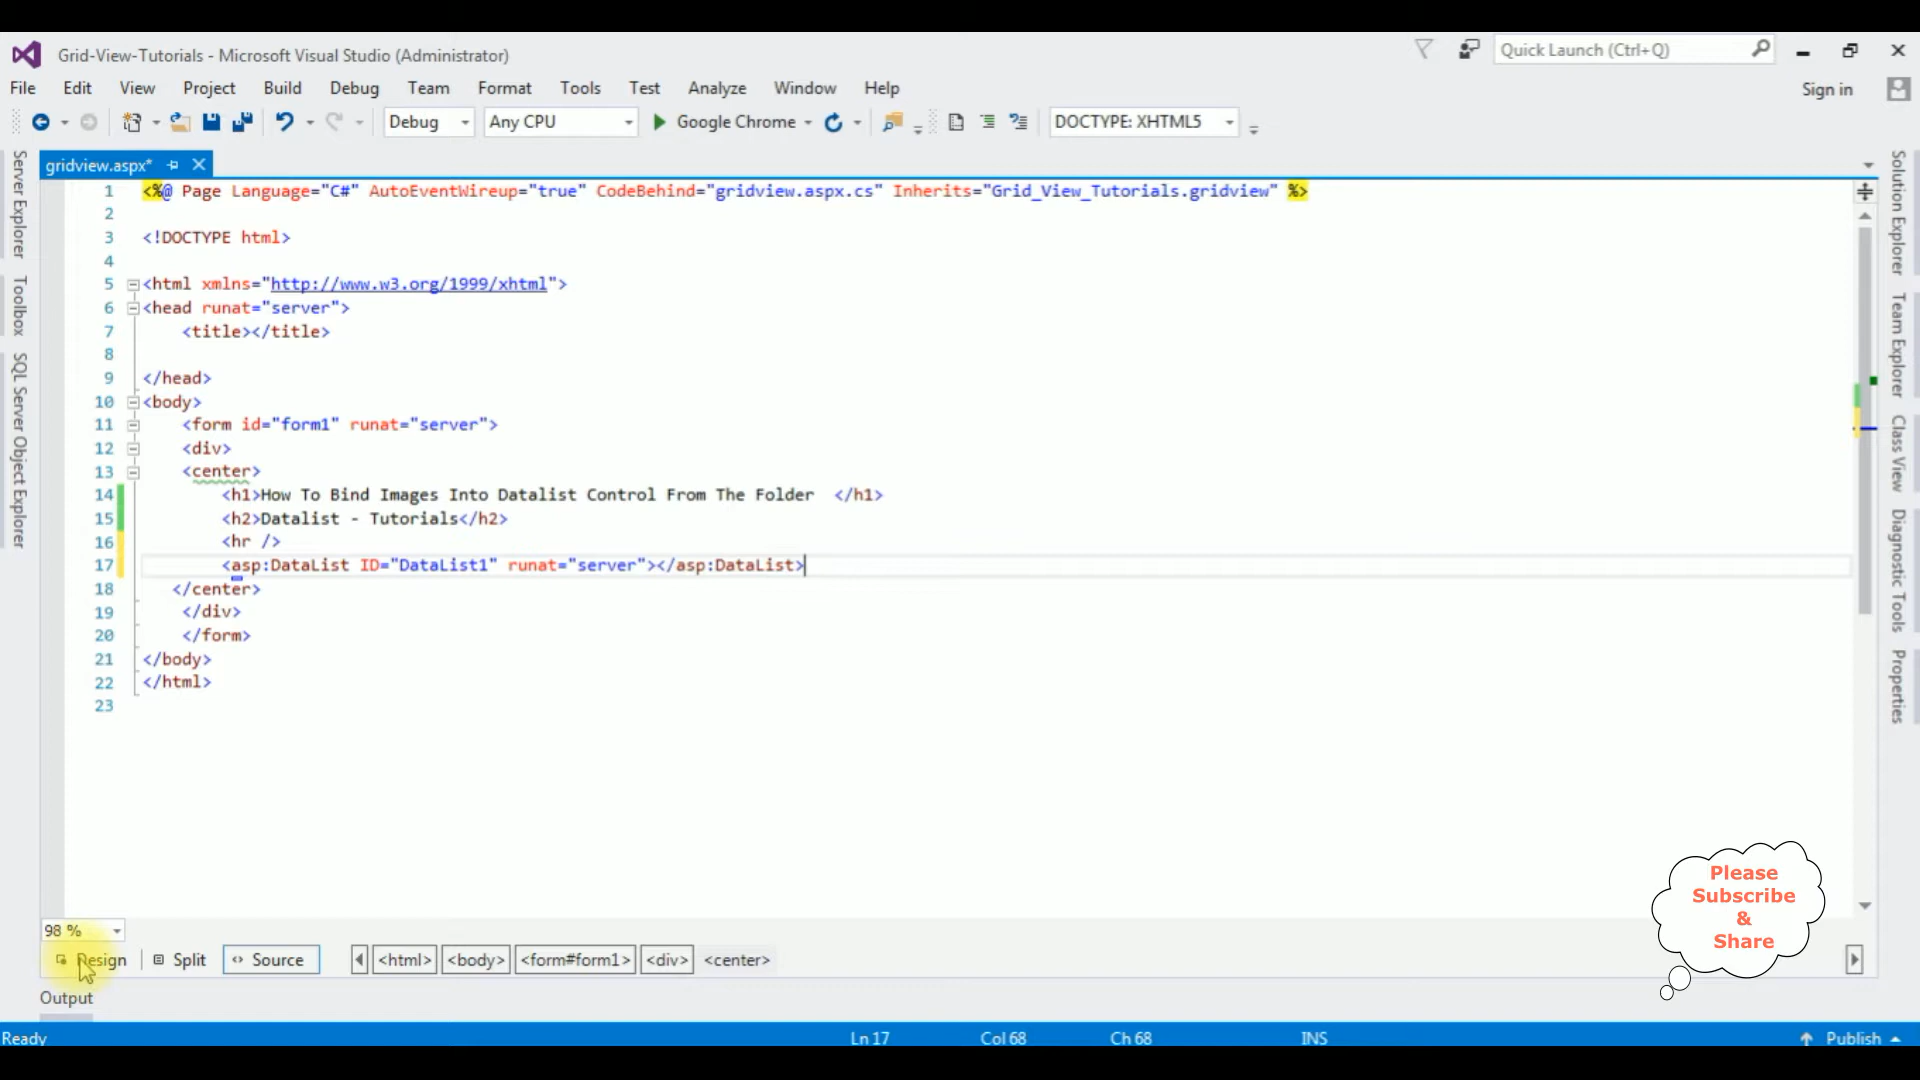 Grid-View-Tutorials - Microsoft Visual Studio (Administrator)
Quick Launch (Ctrl+Q)
File Edit View Project Build Debug Team Format Tools Test Analyze Window Help
Sign in
Debug Any CPU Google Chrome DOCTYPE: XHTML5
gridview.aspx*
Server Explorer
Toolbox
SQL Server Object Explorer
1 <%@ Page Language="C#" AutoEventWireup="true" CodeBehind="gridview.aspx.cs" Inherits="Grid_View_Tutorials.gridview" %>
2
3 <!DOCTYPE html>
4
5 <html xmlns="http://www.w3.org/1999/xhtml">
6 <head runat="server">
7 <title></title>
8
9 </head>
10 <body>
11 <form id="form1" runat="server">
12 <div>
13 <center>
14 <h1>How To Bind Images Into Datalist Control From The Folder  </h1>
15 <h2>Datalist - Tutorials</h2>
16 <hr />
17 <asp:DataList ID="DataList1" runat="server"></asp:DataList>
18 </center>
19 </div>
20 </form>
21 </body>
22 </html>
23
Solution Explorer
Team Explorer
Class View
Diagnostic Tools
Properties
Please
Subscribe
&
Share
98 %
Design Split Source <html> <body> <form#form1> <div> <center>
Output
Ready Ln 17 Col 68 Ch 68 INS Publish